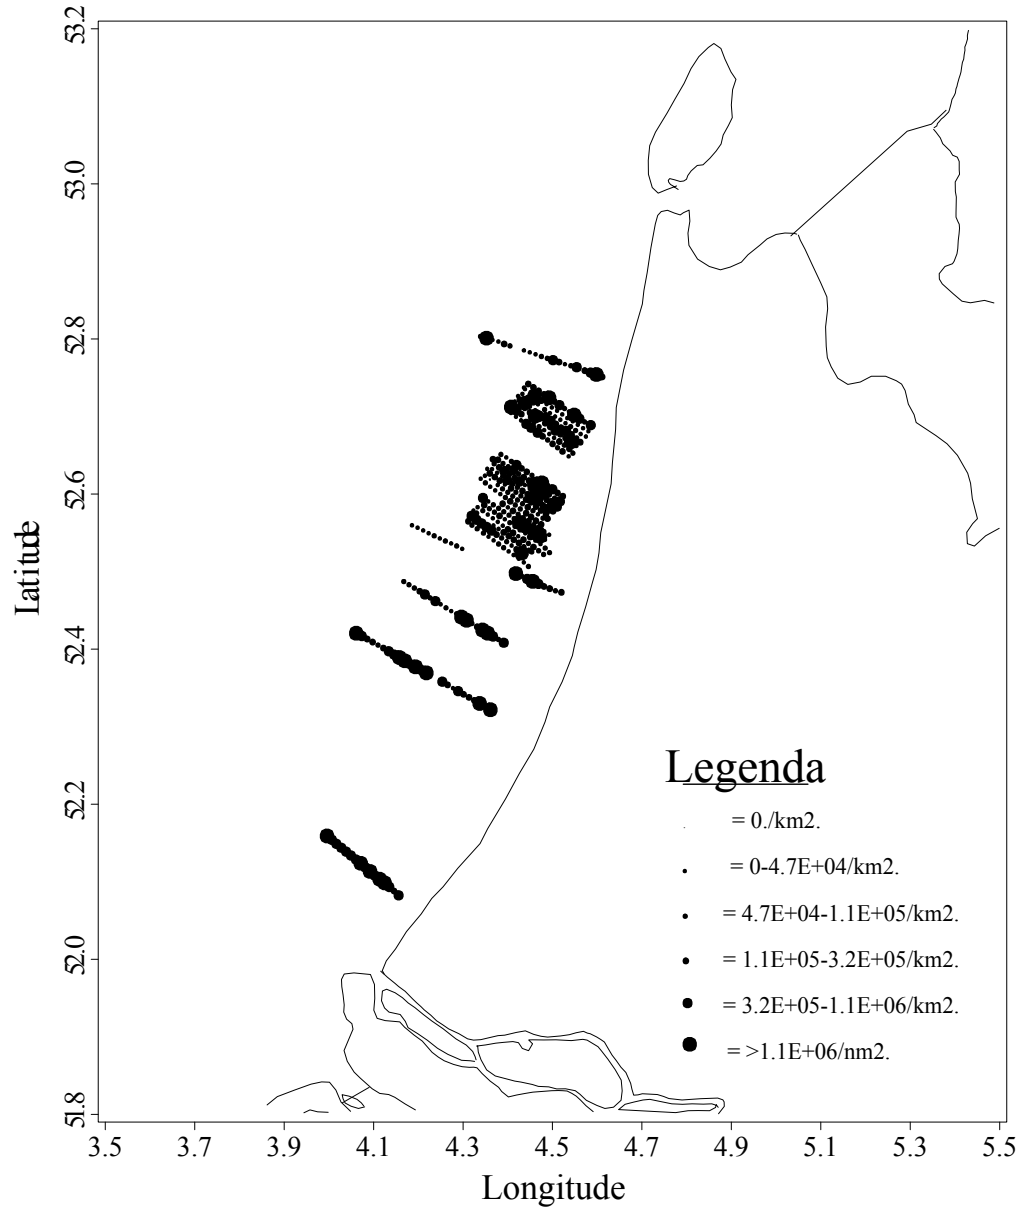 53.2
53.0
52.8
52.6
52.4
52.2
52.0
51.8
Latitude
Legenda
= 0./km2.
= 0-4.7E+04/km2.
= 4.7E+04-1.1E+05/km2.
= 1.1E+05-3.2E+05/km2.
= 3.2E+05-1.1E+06/km2.
= >1.1E+06/nm2.
3.5 3.7 3.9 4.1 4.3 4.5 4.7 4.9 5.1 5.3 5.5
Longitude